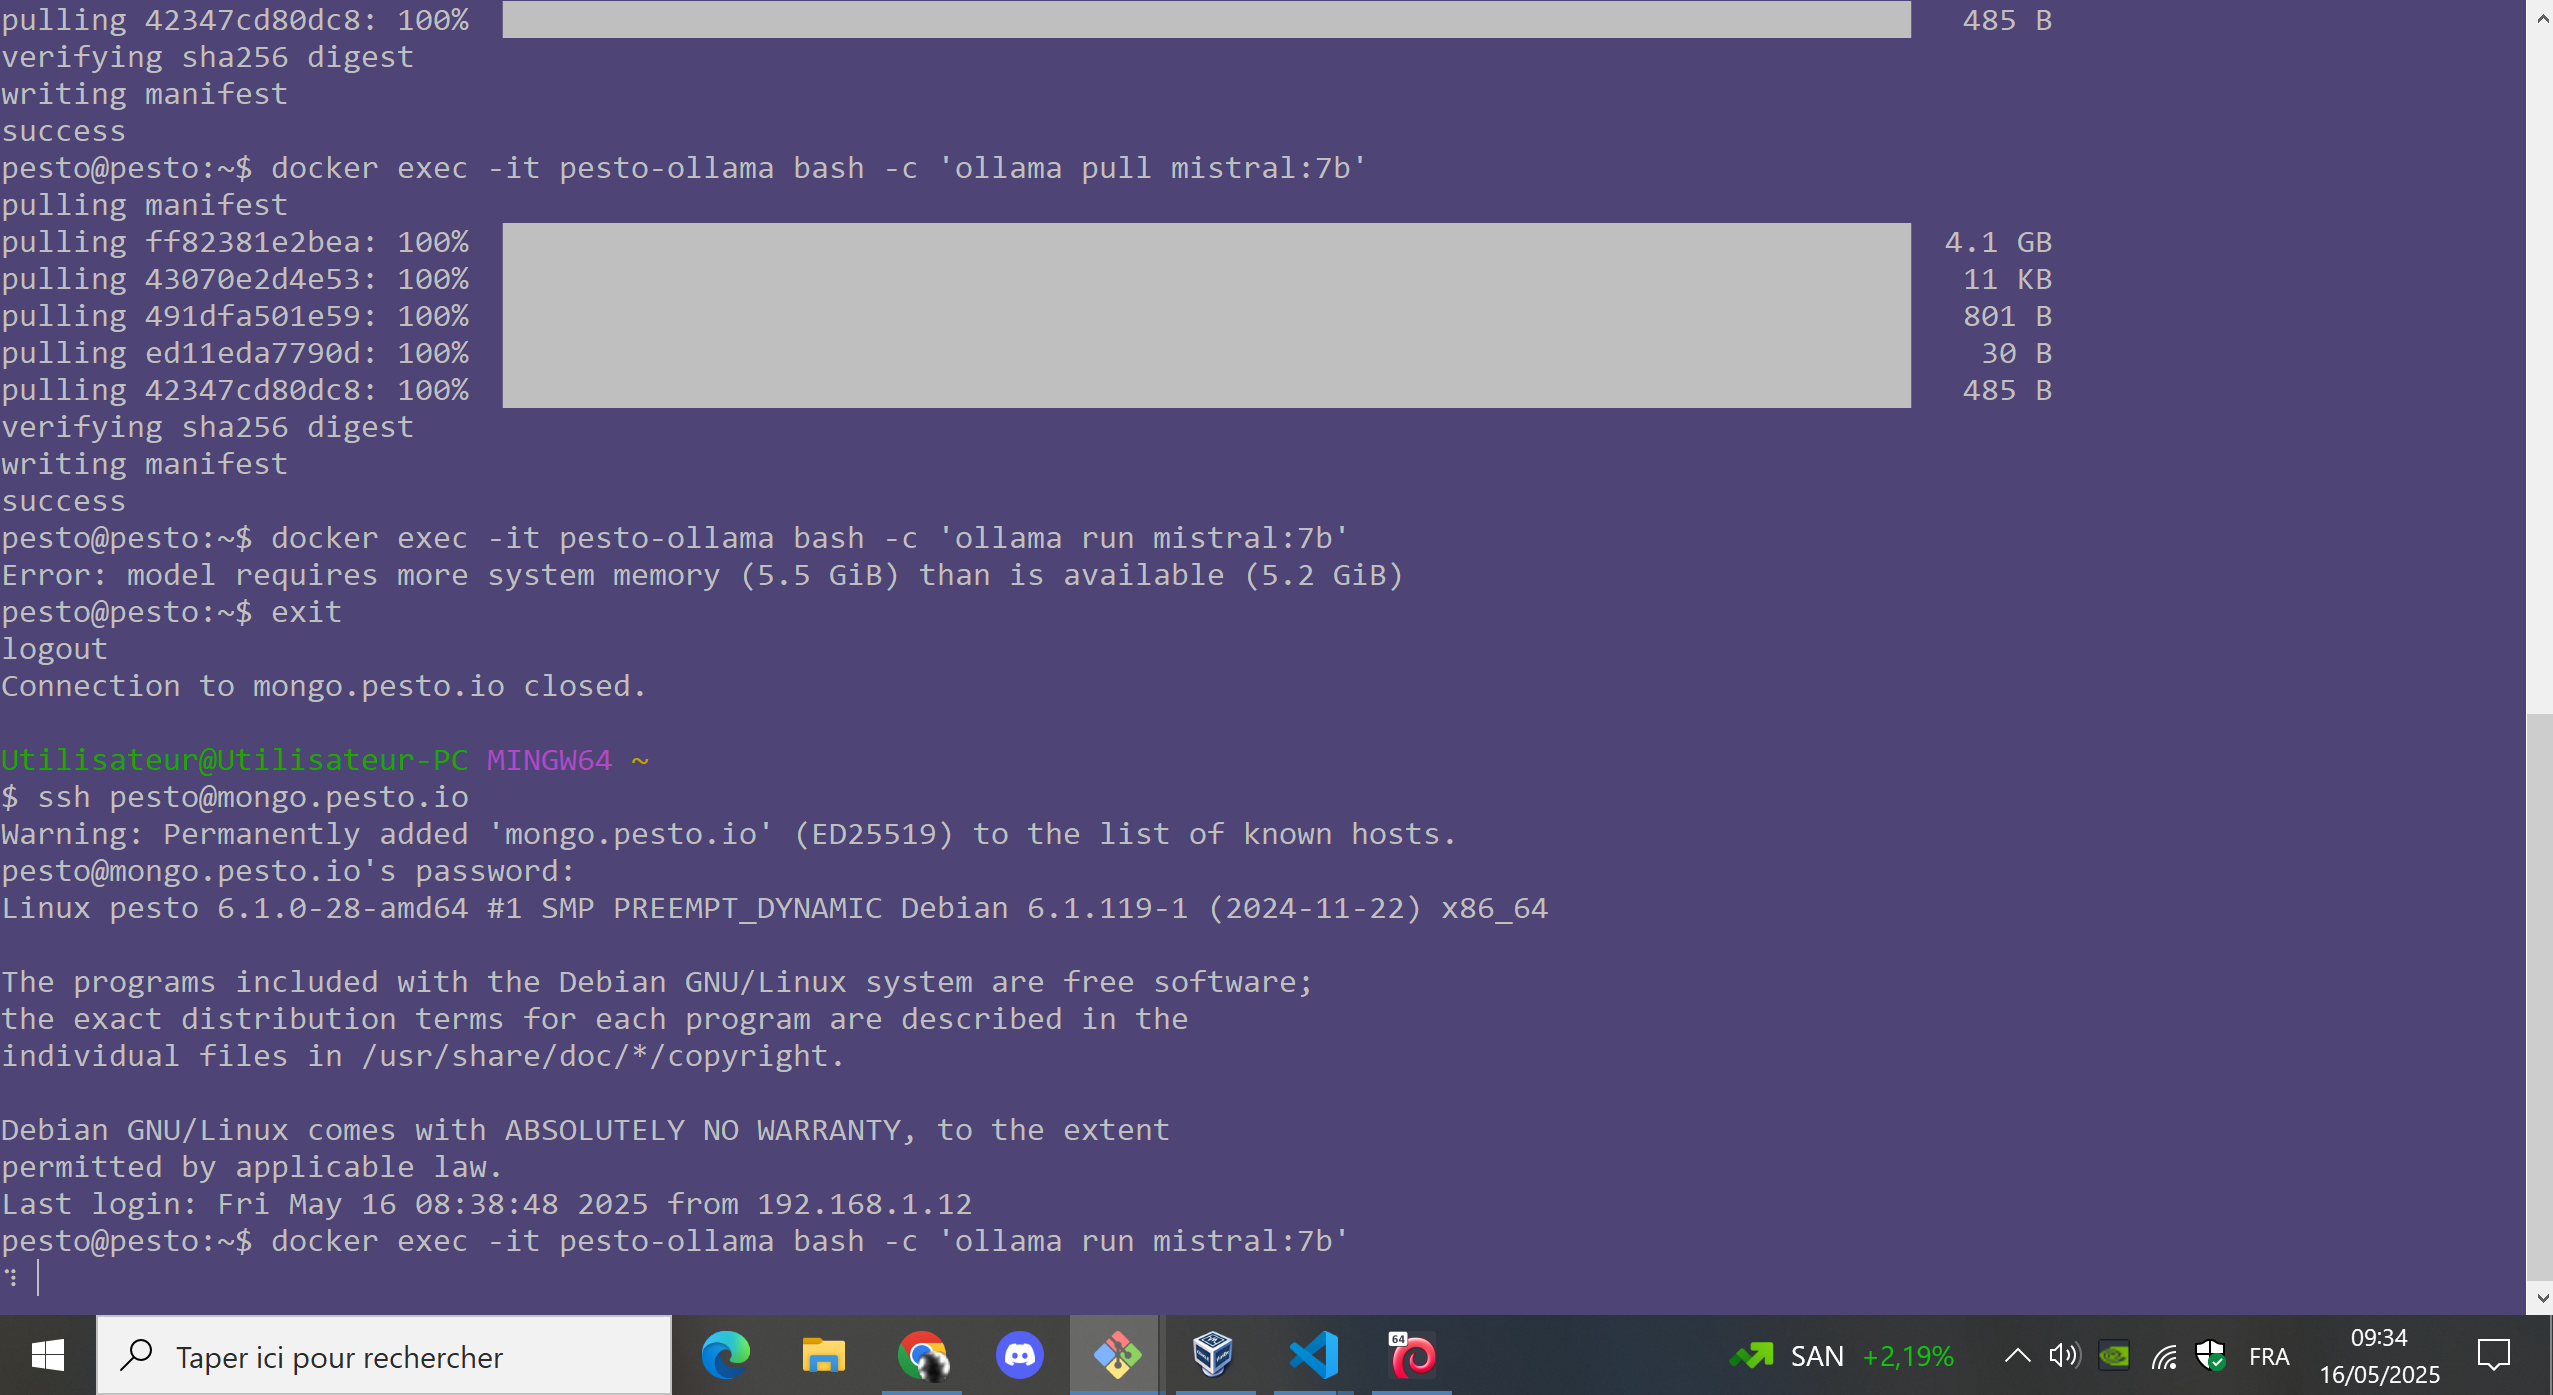 pulling 42347cd80dc8: 100% 485 B
verifying sha256 digest
writing manifest
success
pesto@pesto:~$ docker exec -it pesto-ollama bash -c 'ollama pull mistral:7b'
pulling manifest
pulling ff82381e2bea: 100% 4.1 GB
pulling 43070e2d4e53: 100% 11 KB
pulling 491dfa501e59: 100% 801 B
pulling ed11eda7790d: 100% 30 B
pulling 42347cd80dc8: 100% 485 B
verifying sha256 digest
writing manifest
success
pesto@pesto:~$ docker exec -it pesto-ollama bash -c 'ollama run mistral:7b'
Error: model requires more system memory (5.5 GiB) than is available (5.2 GiB)
pesto@pesto:~$ exit
logout
Connection to mongo.pesto.io closed.
Utilisateur@Utilisateur-PC MINGW64 ~
$ ssh pesto@mongo.pesto.io
Warning: Permanently added 'mongo.pesto.io' (ED25519) to the list of known hosts.
pesto@mongo.pesto.io's password:
Linux pesto 6.1.0-28-amd64 #1 SMP PREEMPT_DYNAMIC Debian 6.1.119-1 (2024-11-22) x86_64
The programs included with the Debian GNU/Linux system are free software;
the exact distribution terms for each program are described in the
individual files in /usr/share/doc/*/copyright.
Debian GNU/Linux comes with ABSOLUTELY NO WARRANTY, to the extent
permitted by applicable law.
Last login: Fri May 16 08:38:48 2025 from 192.168.1.12
pesto@pesto:~$ docker exec -it pesto-ollama bash -c 'ollama run mistral:7b'
Taper ici pour rechercher
64
SAN +2,19%
FRA
09:34
16/05/2025